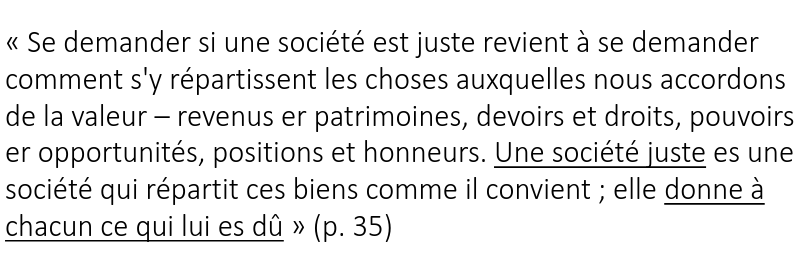 « Se demander si une société est juste revient à se demander
comment s'y répartissent les choses auxquelles nous accordons
de la valeur – revenus er patrimoines, devoirs et droits, pouvoirs
er opportunités, positions et honneurs. Une société juste es une
société qui répartit ces biens comme il convient ; elle donne à
chacun ce qui lui es dû » (p. 35)